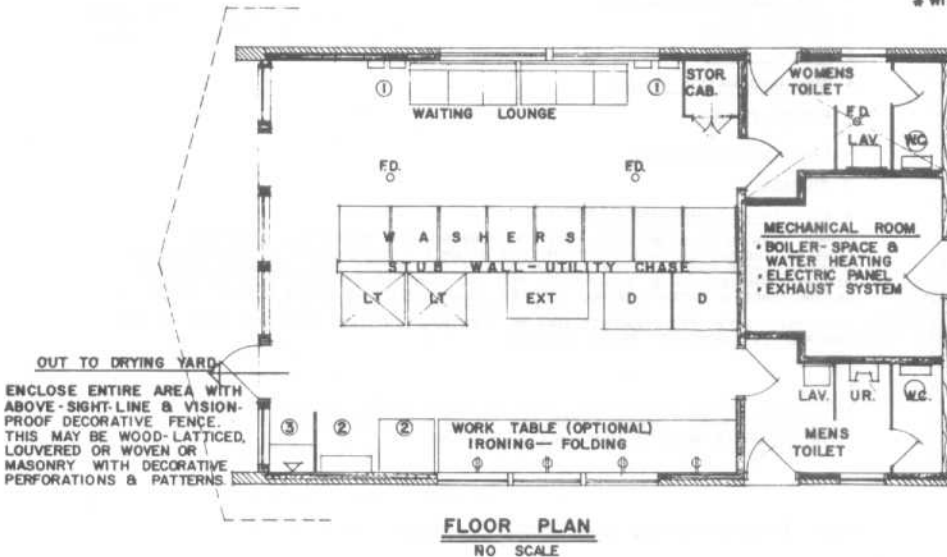 STOR
CAB.
WOMENS
TOILET
①
①
WAITING LOUNGE
F.D.
LAV.
W.C.
F.D.
F.D.
WASHERS
STUB WALL-UTILITY CHASE
MECHANICAL ROOM
• BOILER-SPACE &
WATER HEATING
• ELECTRIC PANEL
• EXHAUST SYSTEM
LT
LT
EXT
D
D
OUT TO DRYING YARD
ENCLOSE ENTIRE AREA WITH
ABOVE-SIGHT-LINE & VISION-
PROOF DECORATIVE FENCE.
THIS MAY BE WOOD-LATTICED,
LOUVERED OR WOVEN OR
MASONRY WITH DECORATIVE
PERFORATIONS & PATTERNS.
③
②
②
WORK TABLE (OPTIONAL)
IRONING—FOLDING
LAV.
UR.
W.C.
MENS
TOILET
FLOOR PLAN
NO SCALE